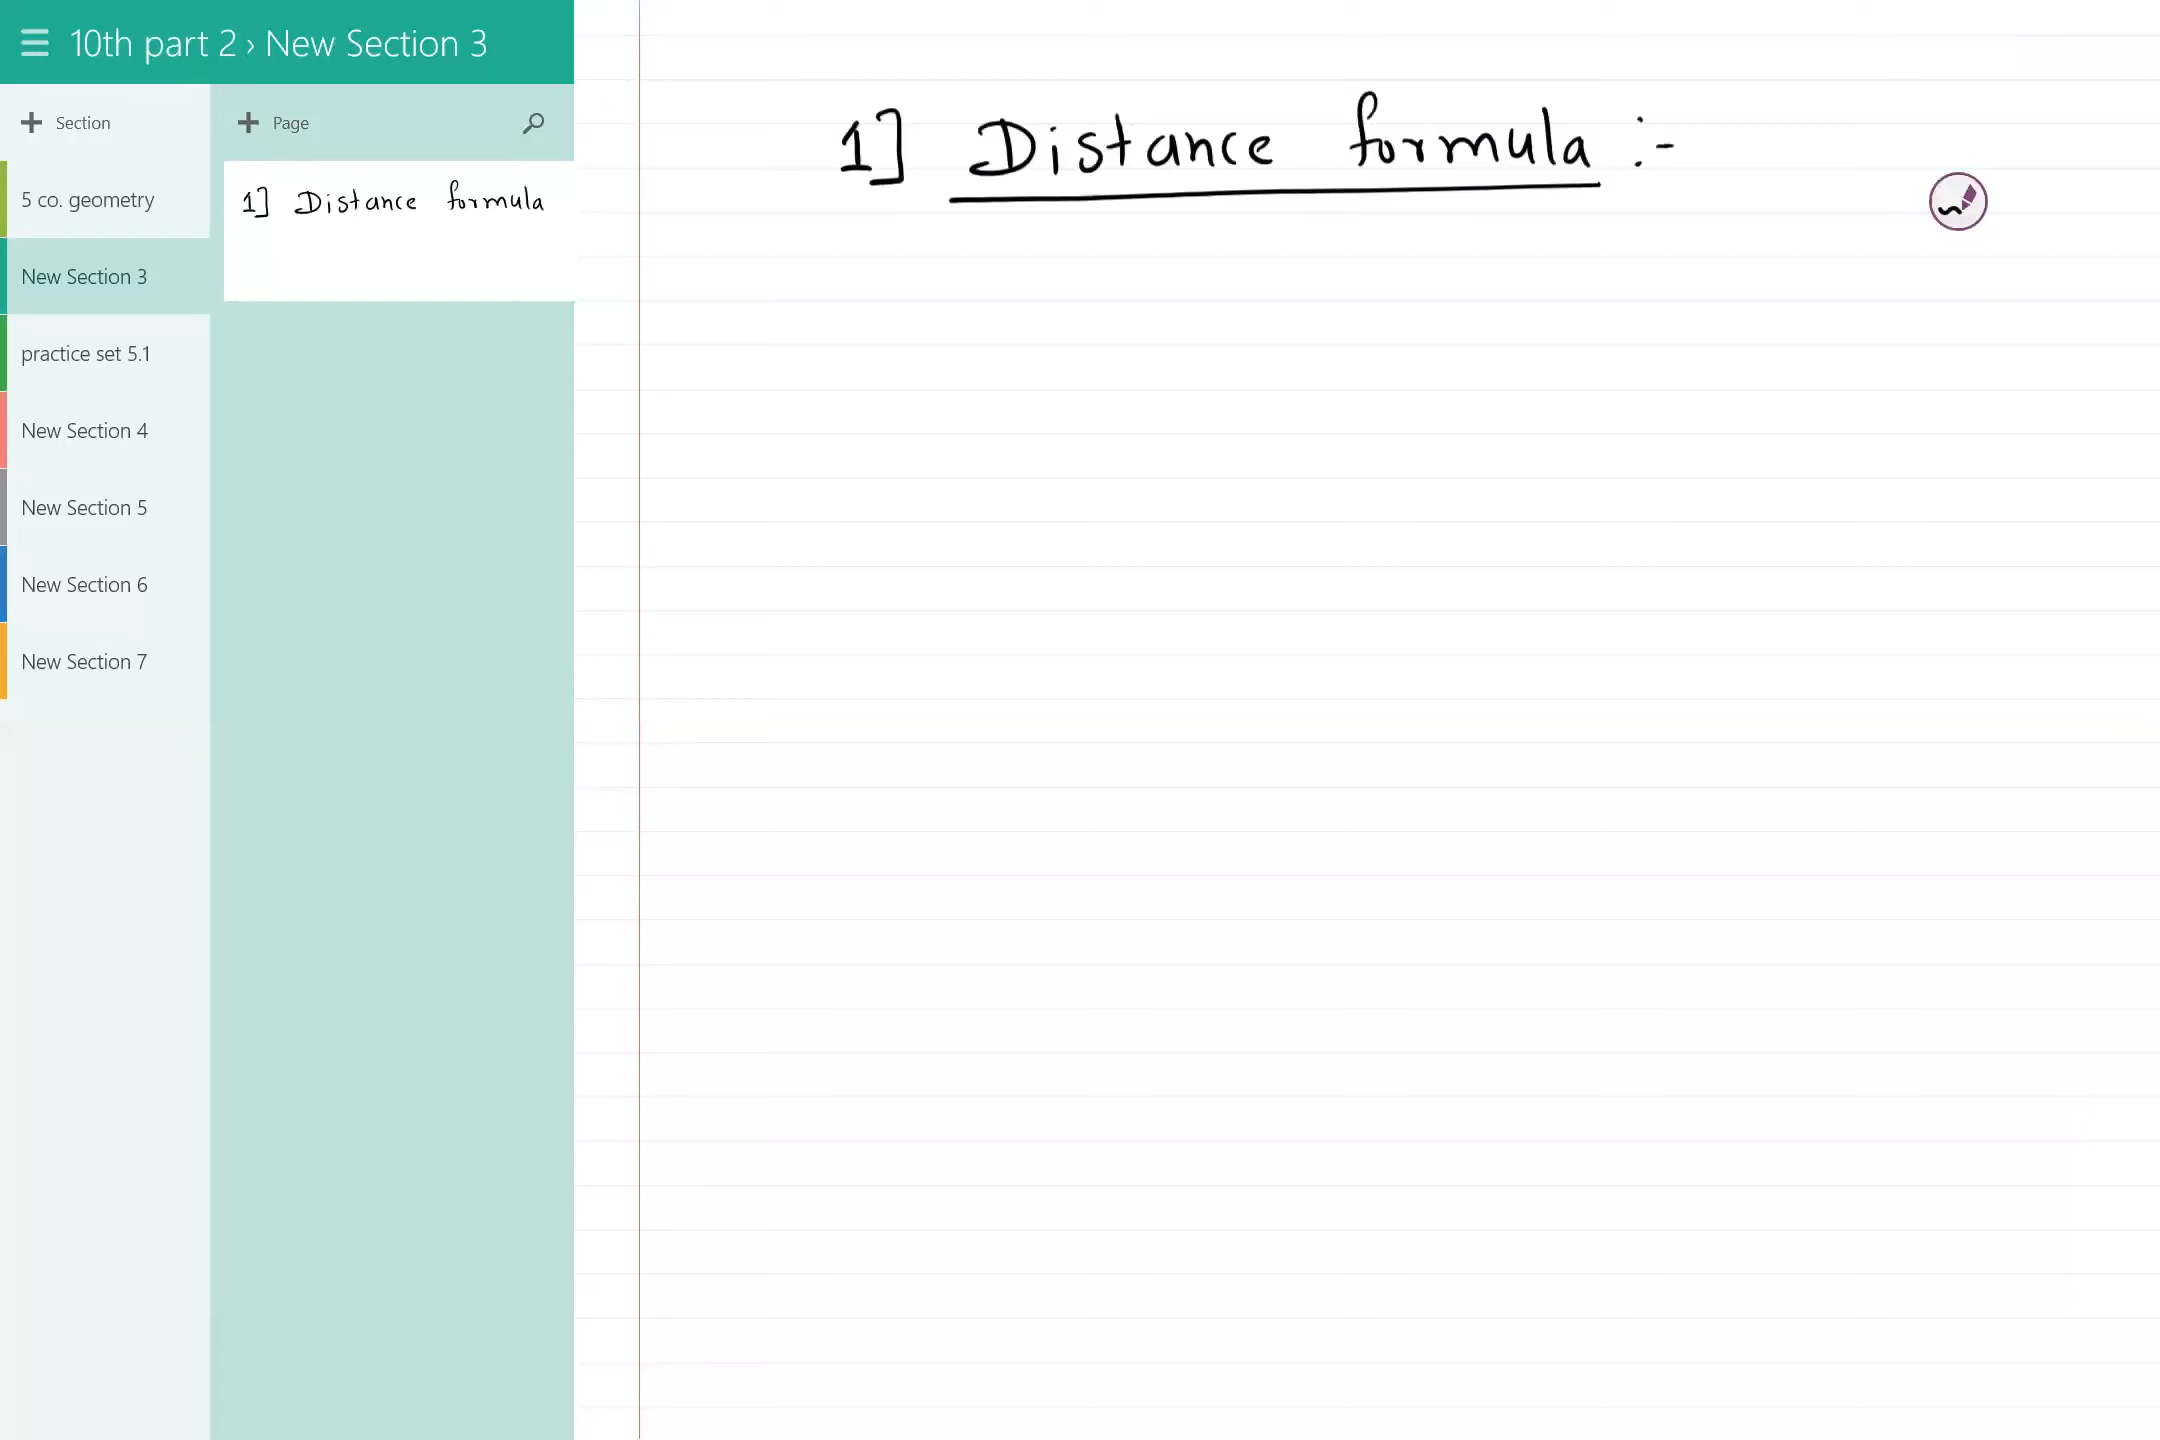 10th part 2 › New Section 3
+ Section
+ Page
5 co. geometry
New Section 3
practice set 5.1
New Section 4
New Section 5
New Section 6
New Section 7
1] Distance formula
1] Distance formula :-